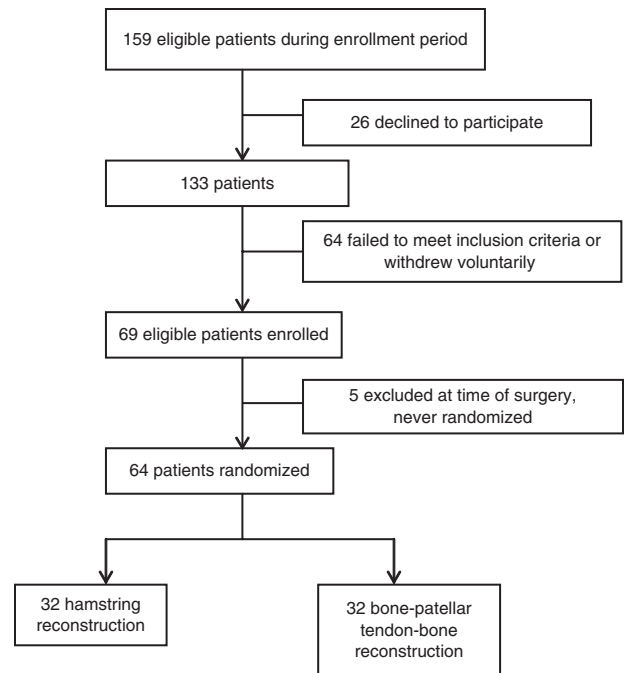 159 eligible patients during enrollment period
26 declined to participate
133 patients
64 failed to meet inclusion criteria or
withdrew voluntarily
69 eligible patients enrolled
5 excluded at time of surgery,
never randomized
64 patients randomized
32 hamstring
reconstruction
32 bone-patellar
tendon-bone
reconstruction